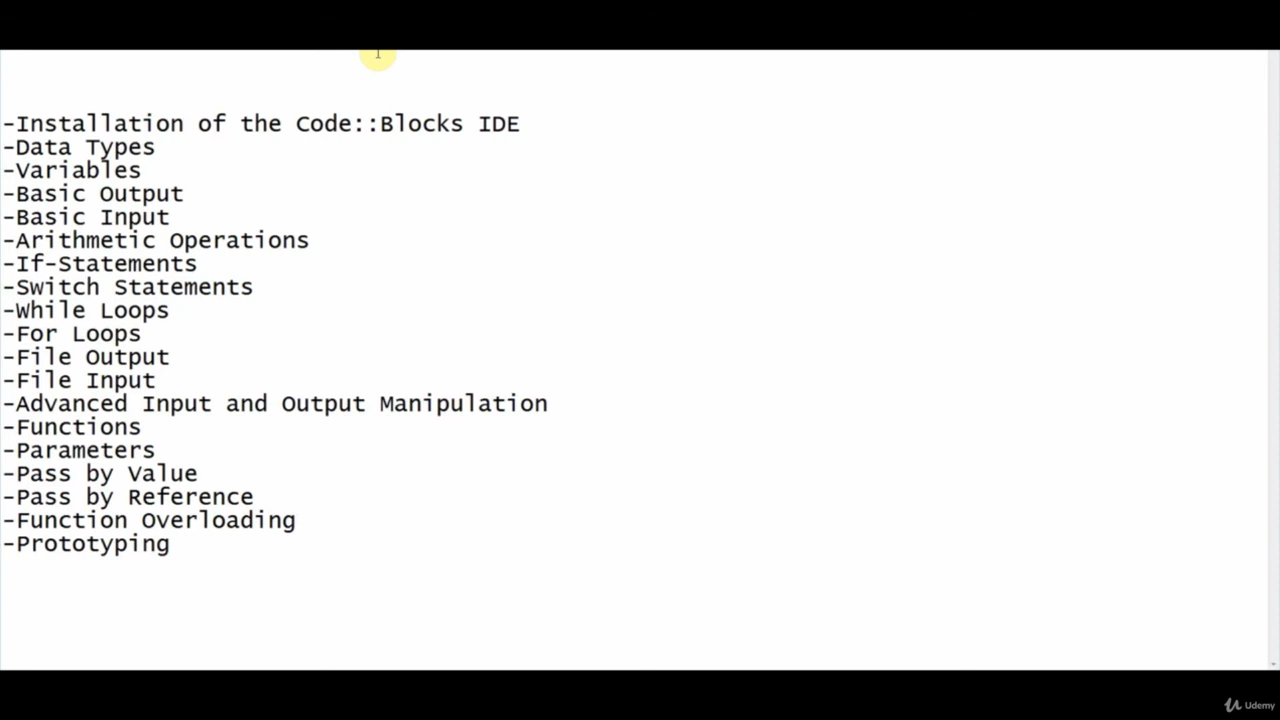 -Installation of the Code::Blocks IDE
-Data Types
-Variables
-Basic Output
-Basic Input
-Arithmetic Operations
-If-Statements
-Switch Statements
-While Loops
-For Loops
-File Output
-File Input
-Advanced Input and Output Manipulation
-Functions
-Parameters
-Pass by Value
-Pass by Reference
-Function Overloading
-Prototyping
Udemy